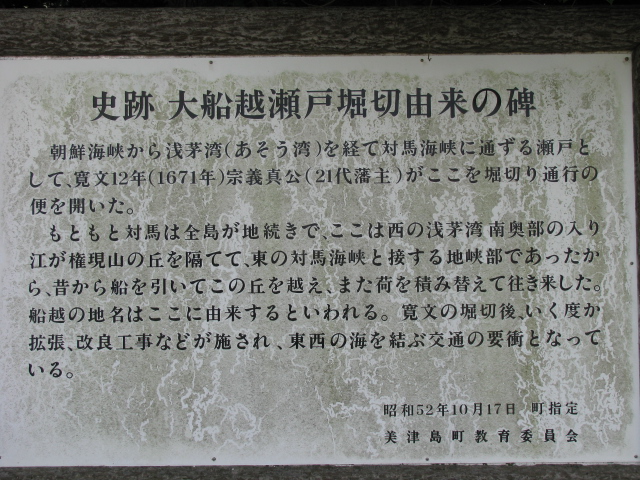 史跡 大船越瀬戸堀切由来の碑
朝鮮海峡から浅茅湾(あそう湾)を経て対馬海峡に通ずる瀬戸と
して、寛文12年(1671年)宗義真公(21代藩主)がここを堀切り通行の
便を開いた。
もともと対馬は全島が地続きで、ここは西の浅茅湾南奥部の入り
江が権現山の丘を隔てて、東の対馬海峡と接する地峡部であったか
ら、昔から船を引いてこの丘を越え、また荷を積み替えて往き来した。
船越の地名はここに由来するといわれる。寛文の堀切後、いく度か
拡張、改良工事などが施され、東西の海を結ぶ交通の要衝となって
いる。
昭和52年10月17日 町指定
美津島町教育委員会